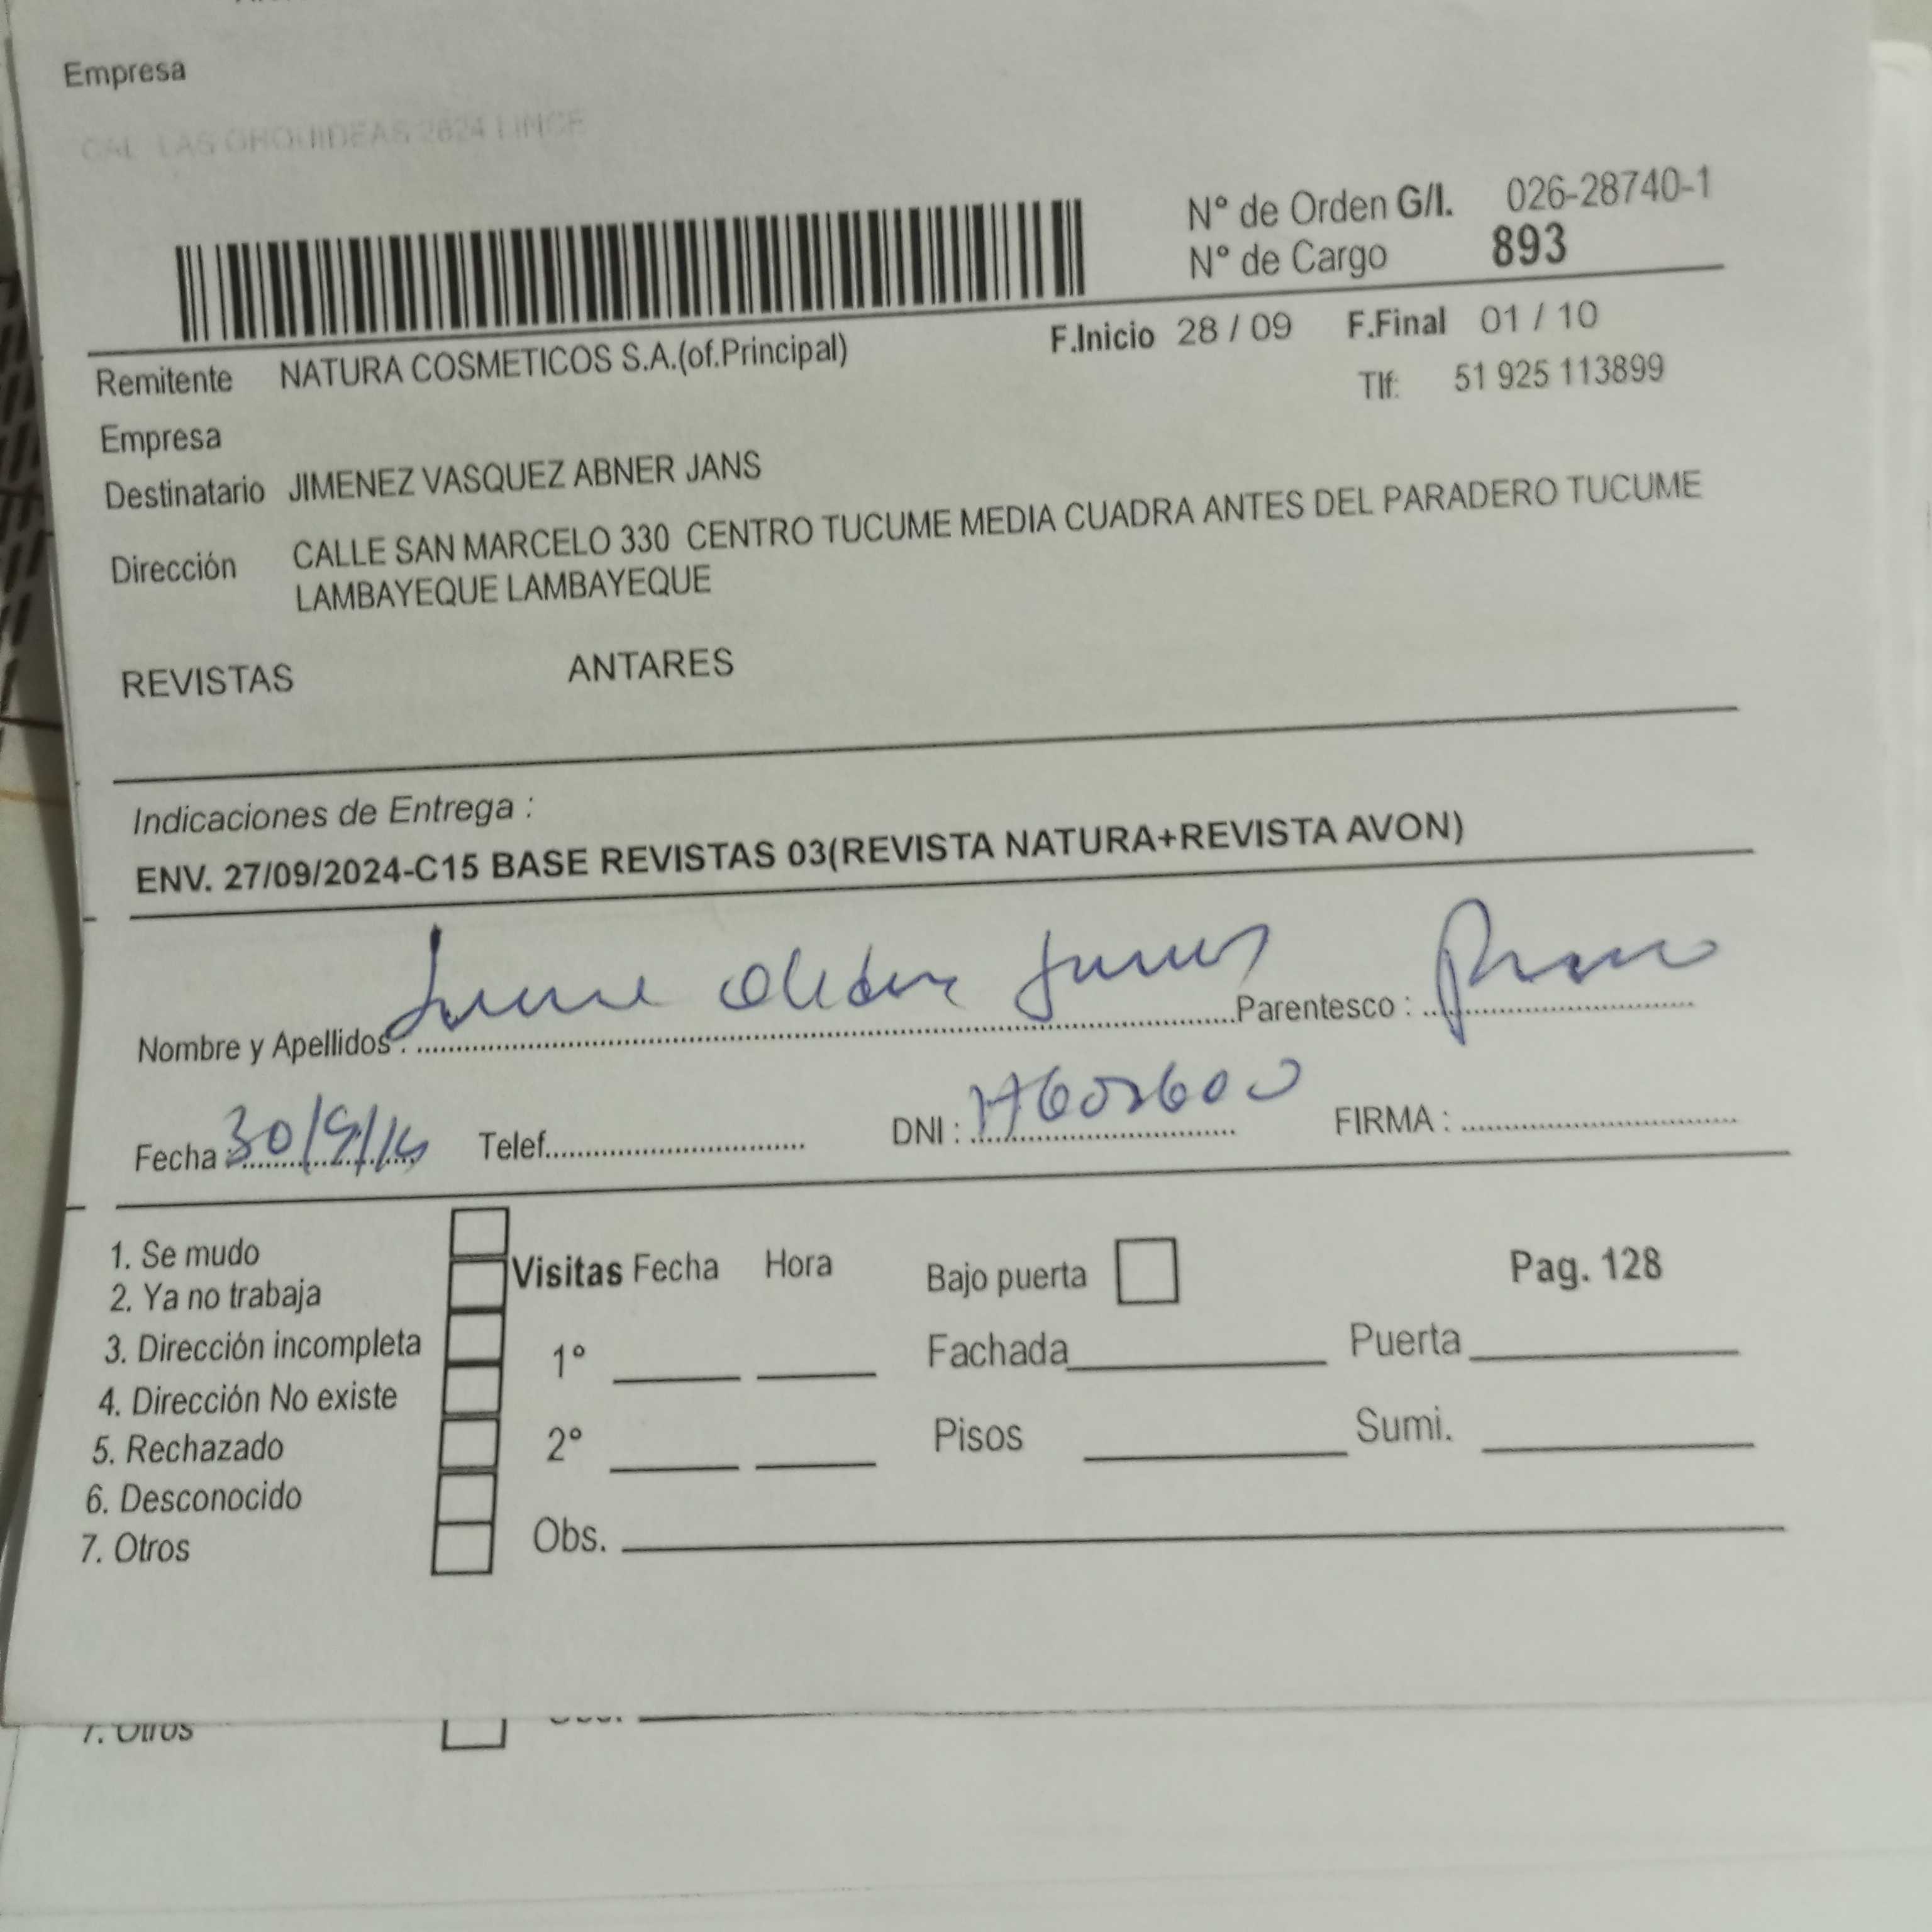 Empresa
CAL LAS ORQUIDEAS 2824 LINCE
N° de Orden G/I. 026-28740-1
N° de Cargo 893
Remitente NATURA COSMETICOS S.A.(of.Principal) F.Inicio 28 / 09 F.Final 01 / 10
Tlf: 51 925 113899
Empresa
Destinatario JIMENEZ VASQUEZ ABNER JANS
Dirección CALLE SAN MARCELO 330 CENTRO TUCUME MEDIA CUADRA ANTES DEL PARADERO TUCUME
LAMBAYEQUE LAMBAYEQUE
REVISTAS ANTARES
Indicaciones de Entrega :
ENV. 27/09/2024-C15 BASE REVISTAS 03(REVISTA NATURA+REVISTA AVON)
Nombre y Apellidos : Parentesco :
Fecha : 30/9/ Telef. DNI : FIRMA :
1. Se mudo
2. Ya no trabaja
3. Dirección incompleta
4. Dirección No existe
5. Rechazado
6. Desconocido
7. Otros
Visitas Fecha Hora
1°
2°
Obs.
Bajo puerta Pag. 128
Fachada Puerta
Pisos Sumi.
7. Otros